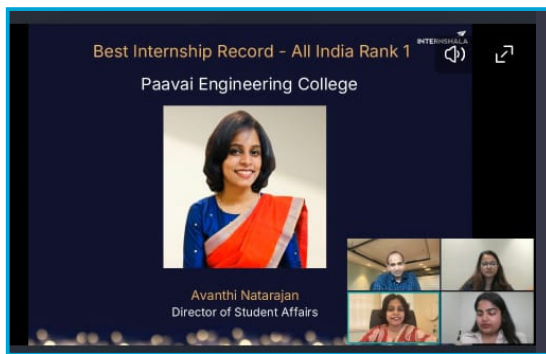 INTERNSHALA
Best Internship Record - All India Rank 1
Paavai Engineering College
Avanthi Natarajan
Director of Student Affairs